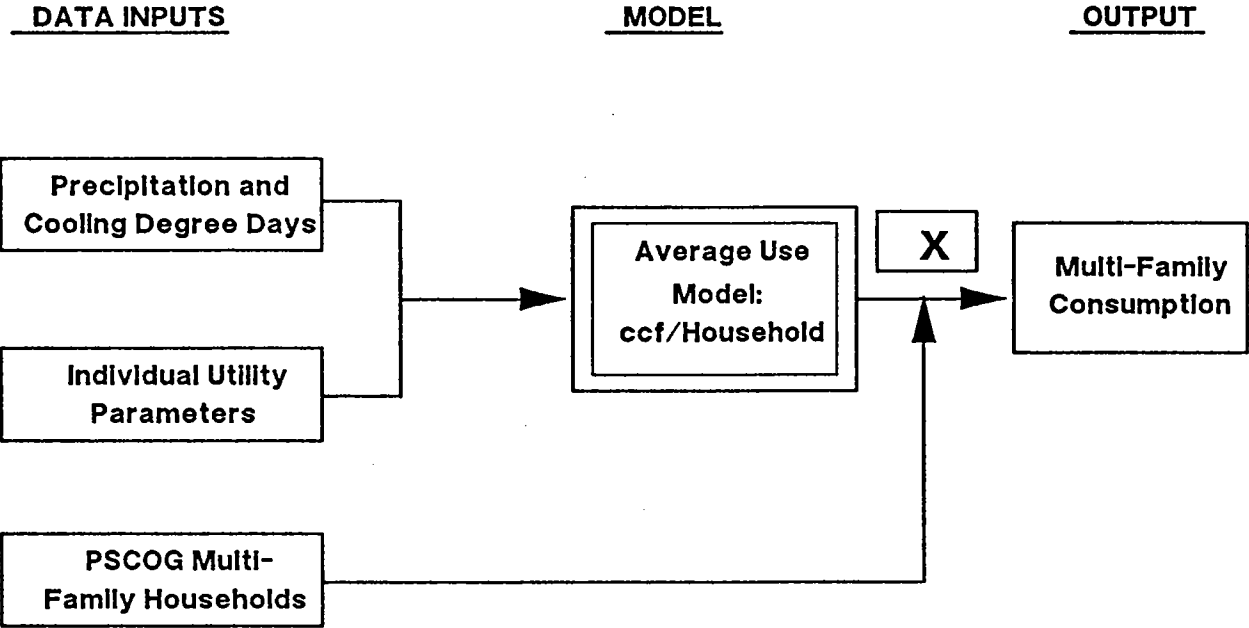 DATA INPUTS
MODEL
OUTPUT
Precipitation and
Cooling Degree Days
Individual Utility
Parameters
PSCOG Multi-
Family Households
Average Use
Model:
ccf/Household
X
Multi-Family
Consumption